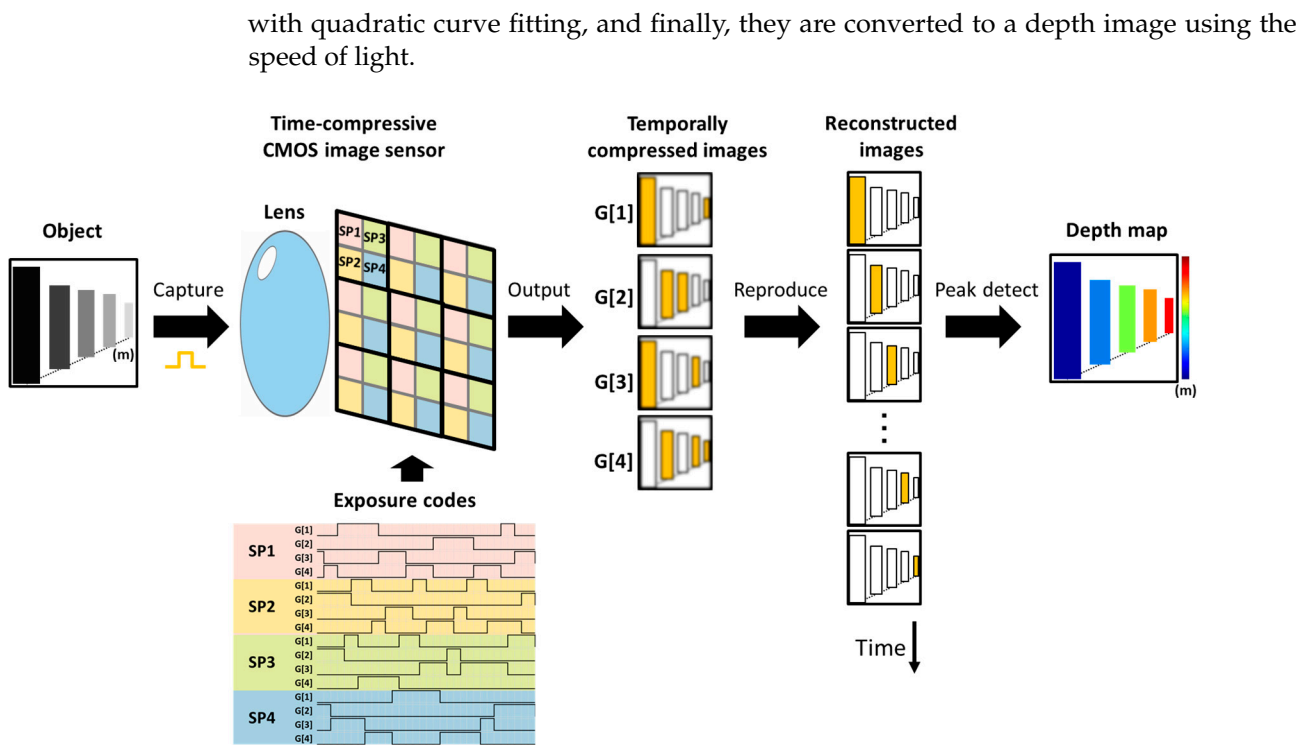 with quadratic curve fitting, and finally, they are converted to a depth image using the
speed of light.
Time-compressive
CMOS image sensor
Temporally
compressed images
Reconstructed
images
Object
Lens
SP1 SP3
SP2 SP4
(m)
Capture
Output
G[1]
G[2]
G[3]
G[4]
Reproduce
Peak detect
Depth map
(m)
Time
Exposure codes
SP1
G[1]
G[2]
G[3]
G[4]
SP2
G[1]
G[2]
G[3]
G[4]
SP3
G[1]
G[2]
G[3]
G[4]
SP4
G[1]
G[2]
G[3]
G[4]